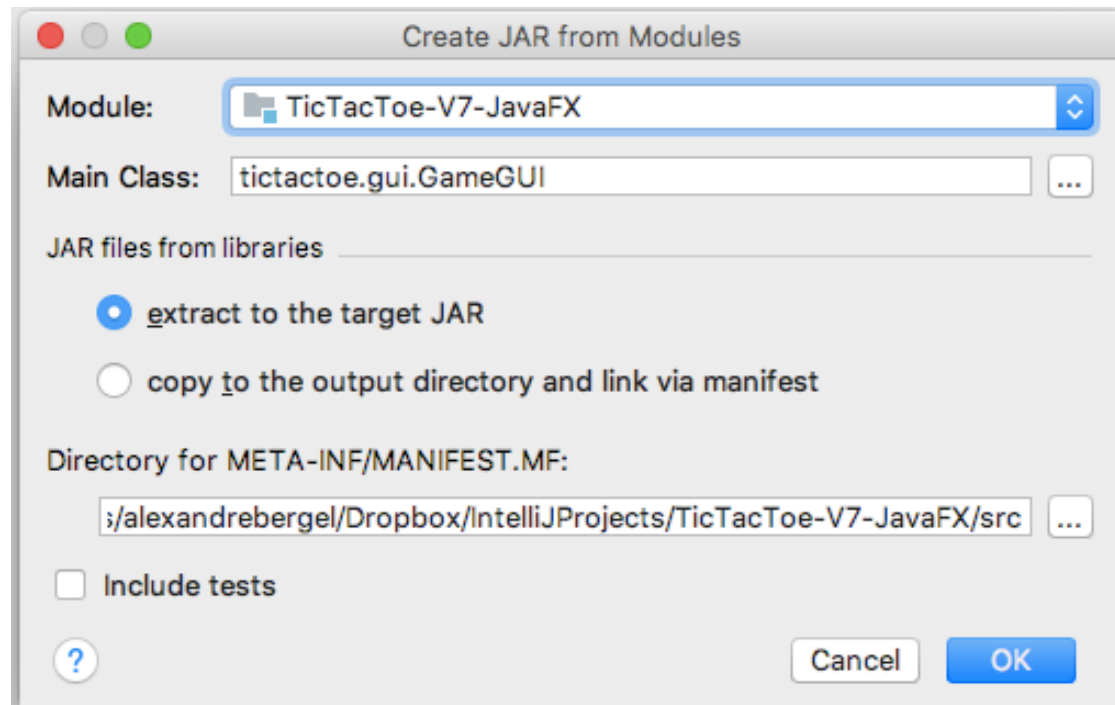 Create JAR from Modules
Module: TicTacToe-V7-JavaFX
Main Class: tictactoe.gui.GameGUI ...
JAR files from libraries
extract to the target JAR
copy to the output directory and link via manifest
Directory for META-INF/MANIFEST.MF:
/alexandrebergel/Dropbox/IntelliJProjects/TicTacToe-V7-JavaFX/src ...
Include tests
? Cancel OK